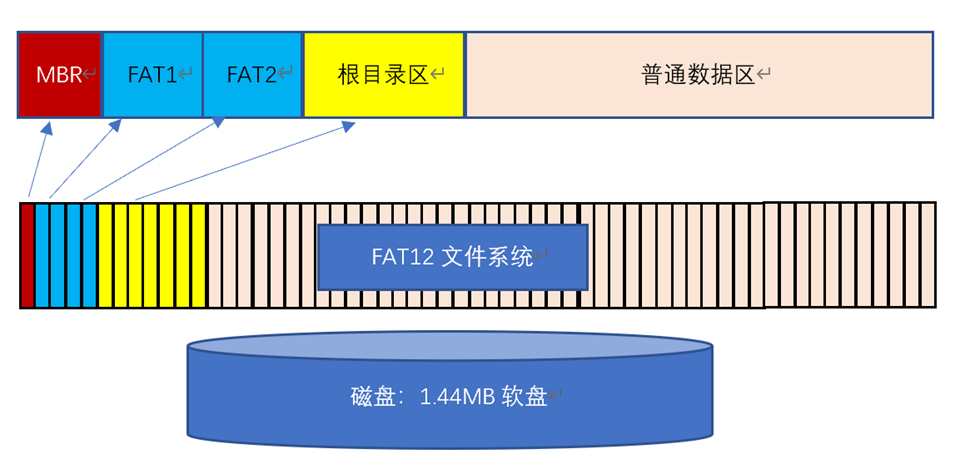 MBR
FAT1
FAT2
根目录区
普通数据区
FAT12 文件系统
磁盘：1.44MB 软盘